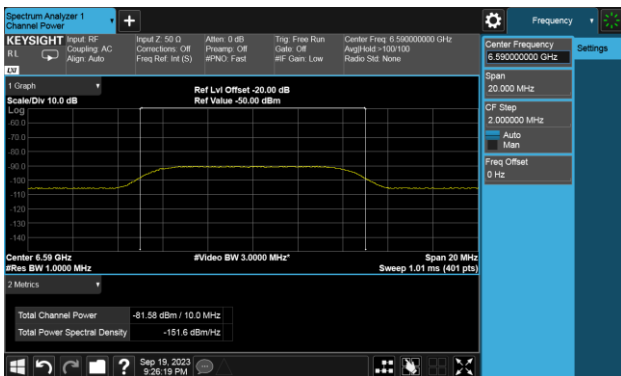 Spectrum Analyzer 1
Channel Power
Frequency
KEYSIGHT
RL
LXI
Input: RF
Coupling: AC
Align: Auto
Input Z: 50 Ω
Corrections: Off
Freq Ref: Int (S)
Atten: 0 dB
Preamp: Off
#PNO: Fast
Trig: Free Run
Gate: Off
#IF Gain: Low
Center Freq: 6.590000000 GHz
Avg|Hold:>100/100
Radio Std: None
1 Graph
Scale/Div 10.0 dB
Ref Lvl Offset -20.00 dB
Ref Value -50.00 dBm
Log
-60.0
-70.0
-80.0
-90.0
-100
-110
-120
-130
-140
Center 6.59 GHz
#Res BW 1.0000 MHz
#Video BW 3.0000 MHz*
Span 20 MHz
Sweep 1.01 ms (401 pts)
2 Metrics
Total Channel Power -81.58 dBm / 10.0 MHz
Total Power Spectral Density -151.6 dBm/Hz
Center Frequency
6.590000000 GHz
Span
20.000 MHz
CF Step
2.000000 MHz
Auto
Man
Freq Offset
0 Hz
Settings
?
Sep 19, 2023
9:26:19 PM